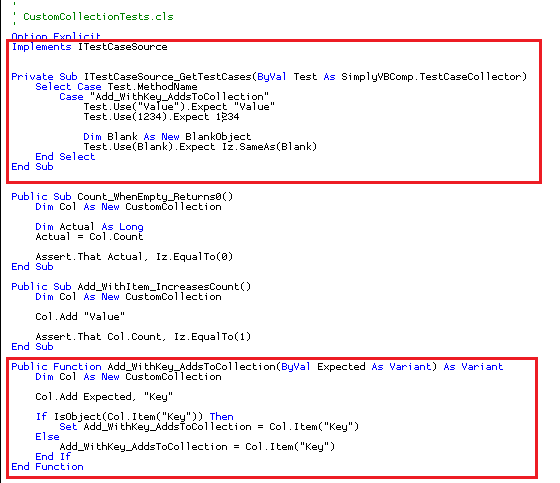 '
' CustomCollectionTests.cls
'
Option Explicit
Implements ITestCaseSource
Private Sub ITestCaseSource_GetTestCases(ByVal Test As SimplyVBComp.TestCaseCollector)
Select Case Test.MethodName
Case "Add_WithKey_AddsToCollection"
Test.Use("Value").Expect "Value"
Test.Use(1234).Expect 1234
Dim Blank As New BlankObject
Test.Use(Blank).Expect Iz.SameAs(Blank)
End Select
End Sub
Public Sub Count_WhenEmpty_Returns0()
Dim Col As New CustomCollection
Dim Actual As Long
Actual = Col.Count
Assert.That Actual, Iz.EqualTo(0)
End Sub
Public Sub Add_WithItem_IncreasesCount()
Dim Col As New CustomCollection
Col.Add "Value"
Assert.That Col.Count, Iz.EqualTo(1)
End Sub
Public Function Add_WithKey_AddsToCollection(ByVal Expected As Variant) As Variant
Dim Col As New CustomCollection
Col.Add Expected, "Key"
If IsObject(Col.Item("Key")) Then
Set Add_WithKey_AddsToCollection = Col.Item("Key")
Else
Add_WithKey_AddsToCollection = Col.Item("Key")
End If
End Function